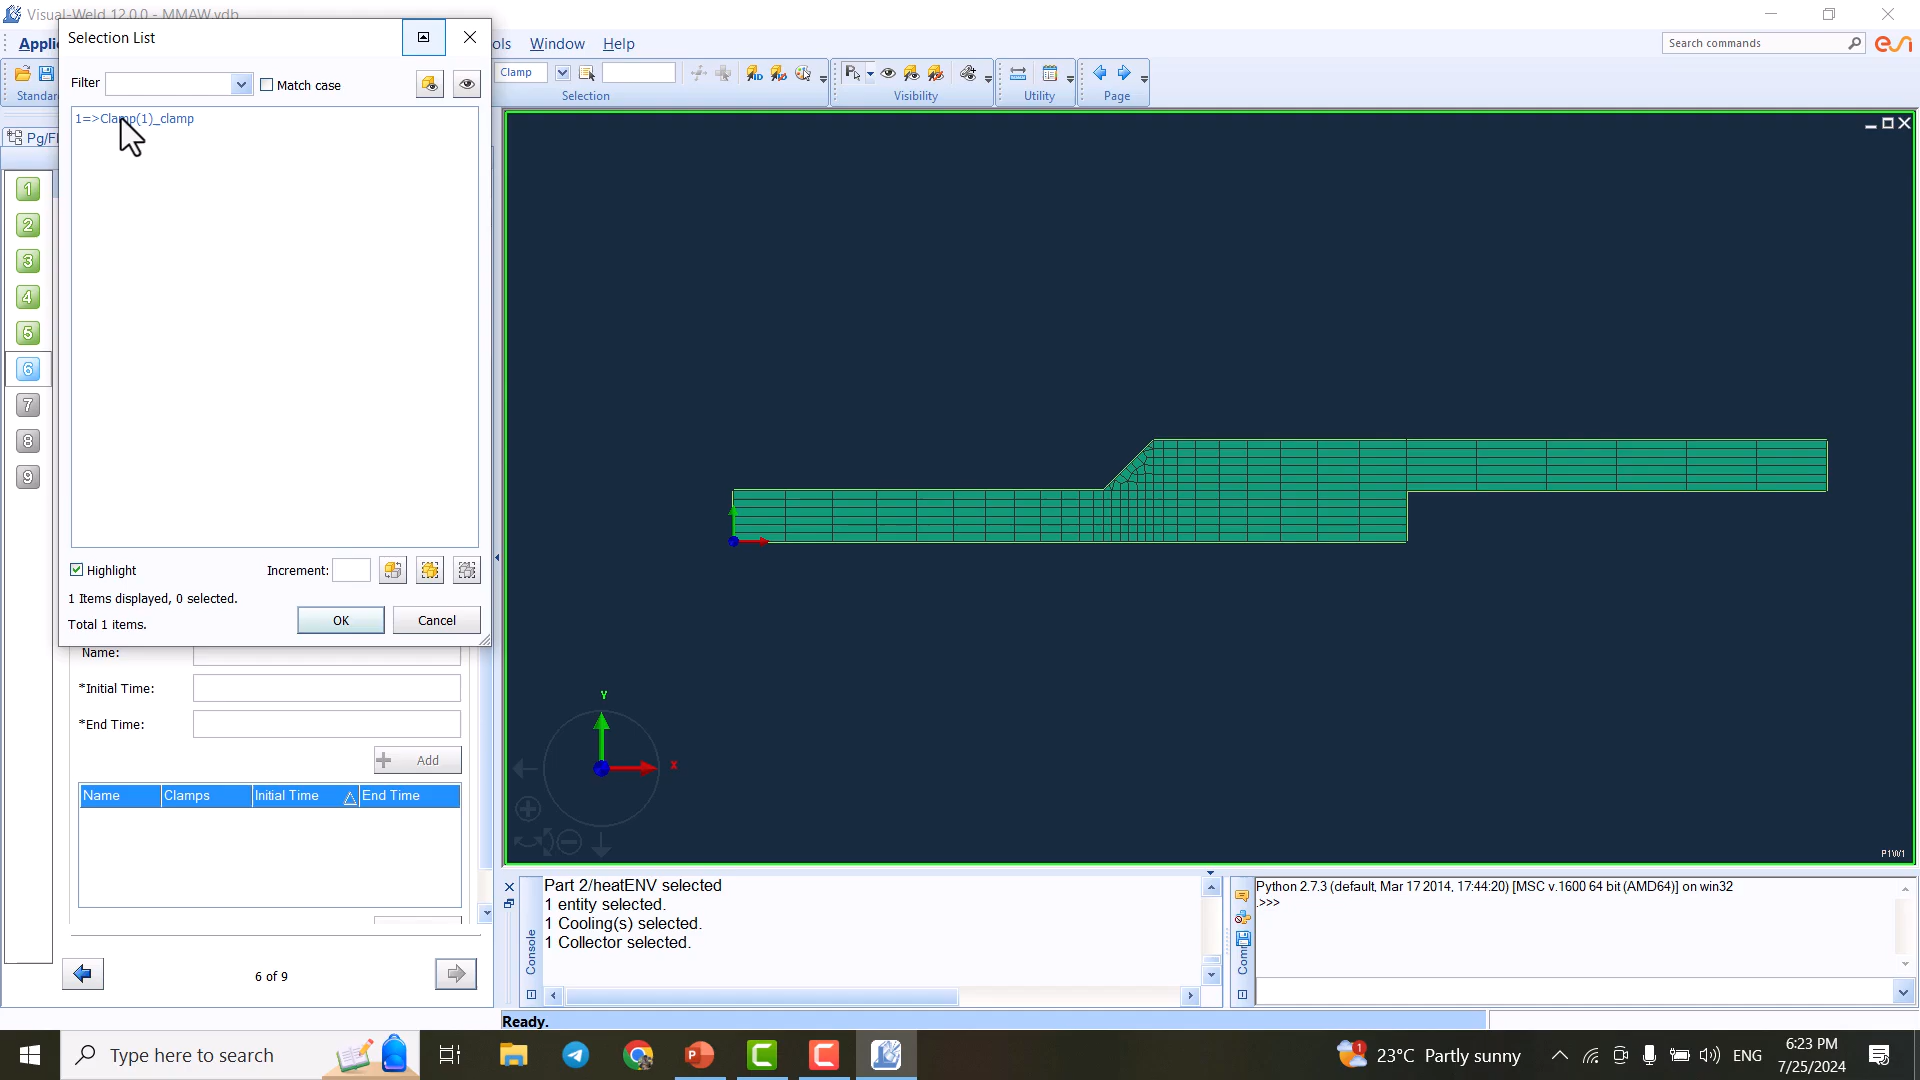 Visual-Weld 12.0.0 - MMAW.vdb
Selection List
Window
Help
Search commands
esi
Filter
Match case
Clamp
Selection
Visibility
Utility
Page
1=>Clamp(1)_clamp
1
2
3
4
5
6
7
8
9
Highlight
Increment:
1 Items displayed, 0 selected.
Total 1 items.
OK
Cancel
Name:
*Initial Time:
*End Time:
Add
Name
Clamps
Initial Time
End Time
6 of 9
Y
X
P1W1
Console
Part 2/heatENV selected
1 entity selected.
1 Cooling(s) selected.
1 Collector selected.
Python 2.7.3 (default, Mar 17 2014, 17:44:20) [MSC v.1600 64 bit (AMD64)] on win32
>>>
Ready.
Type here to search
23°C Partly sunny
ENG
6:23 PM
7/25/2024